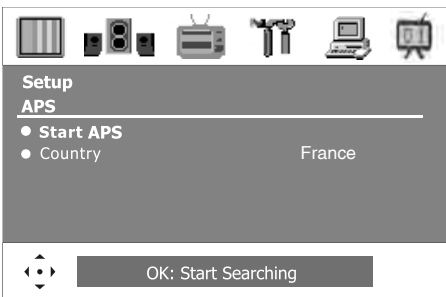 Setup
APS
Start APS
Country France
OK: Start Searching